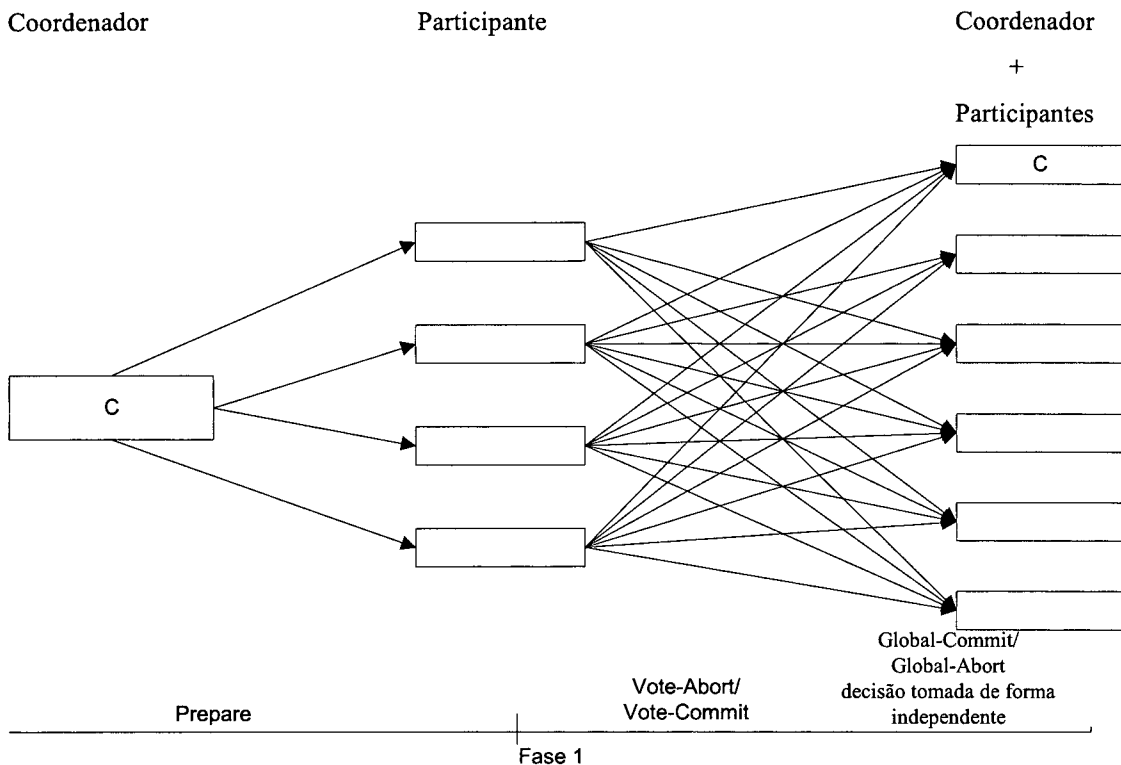 Coordenador
Participante
Coordenador
+
Participantes
C
C
Global-Commit/
Global-Abort
decisão tomada de forma
independente
Vote-Abort/
Vote-Commit
Prepare
Fase 1